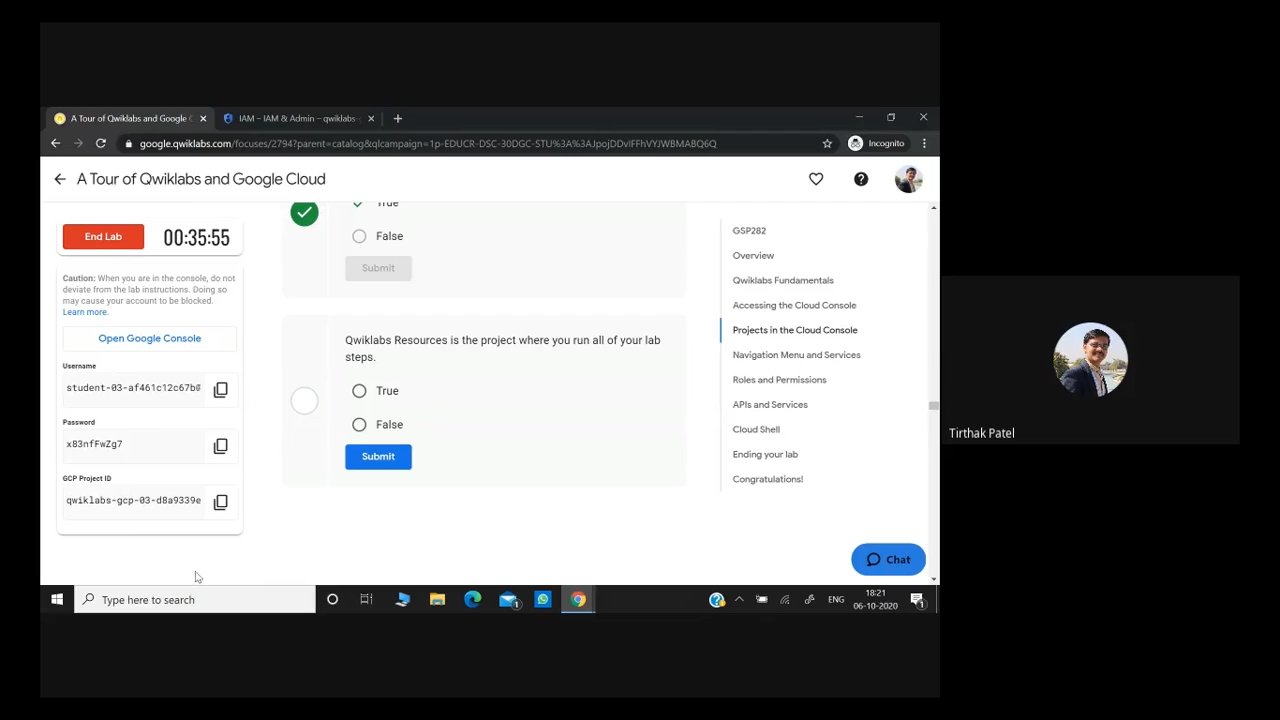 A Tour of Qwiklabs and Google C
IAM – IAM & Admin – qwiklabs-
google.qwiklabs.com/focuses/2794?parent=catalog&qlcampaign=1p-EDUCR-DSC-30DGC-STU%3A%3AJpojDDvIFFhVYJWBMABQ6Q
Incognito
A Tour of Qwiklabs and Google Cloud
End Lab
00:35:55
Caution: When you are in the console, do not
deviate from the lab instructions. Doing so
may cause your account to be blocked.
Learn more.
Open Google Console
Username
student-03-af461c12c67b@
Password
x83nfFwZg7
GCP Project ID
qwiklabs-gcp-03-d8a9339e
True
False
Submit
Qwiklabs Resources is the project where you run all of your lab
steps.
True
False
Submit
GSP282
Overview
Qwiklabs Fundamentals
Accessing the Cloud Console
Projects in the Cloud Console
Navigation Menu and Services
Roles and Permissions
APIs and Services
Cloud Shell
Ending your lab
Congratulations!
Chat
Type here to search
1
ENG
18:21
06-10-2020
1
Tirthak Patel